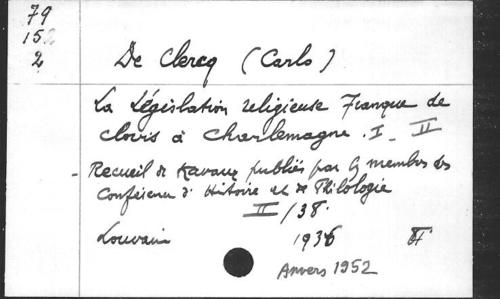 79
152
2
De Clercq (Carlo)
La Législation religieuse Franque de
Clovis à Charlemagne. I - II
- Recueil de travaux publiés par les membres des
Conférences d'Histoire et de Philologie
II/38
Louvain 1936
Anvers 1952